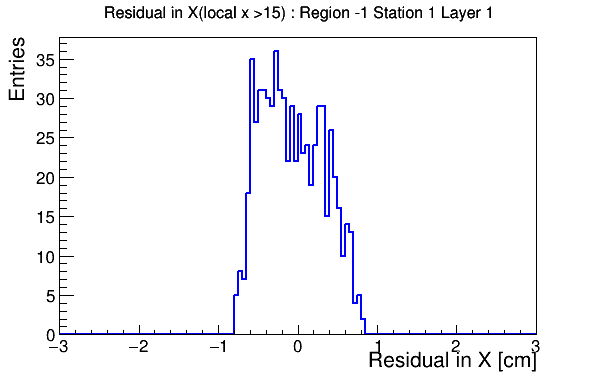 Residual in X(local x >15) : Region -1 Station 1 Layer 1
Entries
35
30
25
20
15
10
5
0
−3 −2 −1 0 1 2 3
Residual in X [cm]